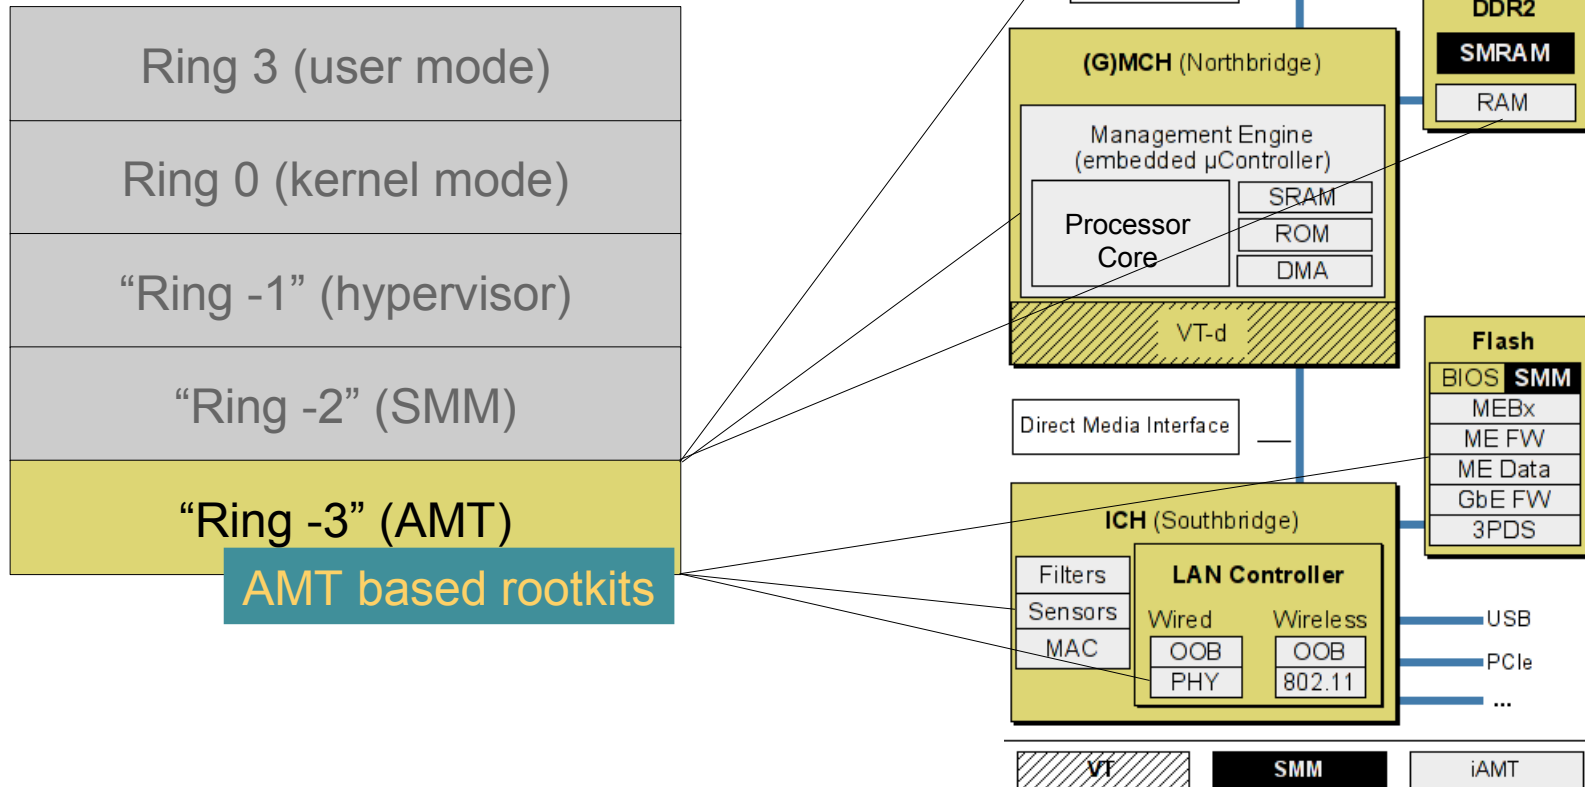 Ring 3 (user mode)
Ring 0 (kernel mode)
“Ring -1” (hypervisor)
“Ring -2” (SMM)
“Ring -3” (AMT)
AMT based rootkits
(G)MCH (Northbridge)
Management Engine
(embedded µController)
Processor
Core
SRAM
ROM
DMA
VT-d
DDR2
SMRAM
RAM
Direct Media Interface
Flash
BIOS SMM
MEBx
ME FW
ME Data
GbE FW
3PDS
ICH (Southbridge)
Filters
Sensors
MAC
LAN Controller
Wired
OOB
PHY
Wireless
OOB
802.11
USB
PCIe
...
VT
SMM
iAMT